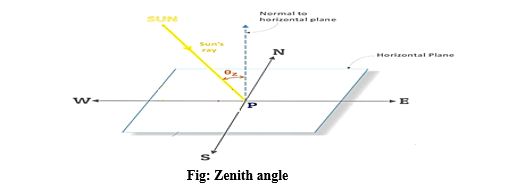 SUN
Normal to
horizontal plane
Sun's
ray
θz
N
Horizontal Plane
W
P
E
S
Fig: Zenith angle